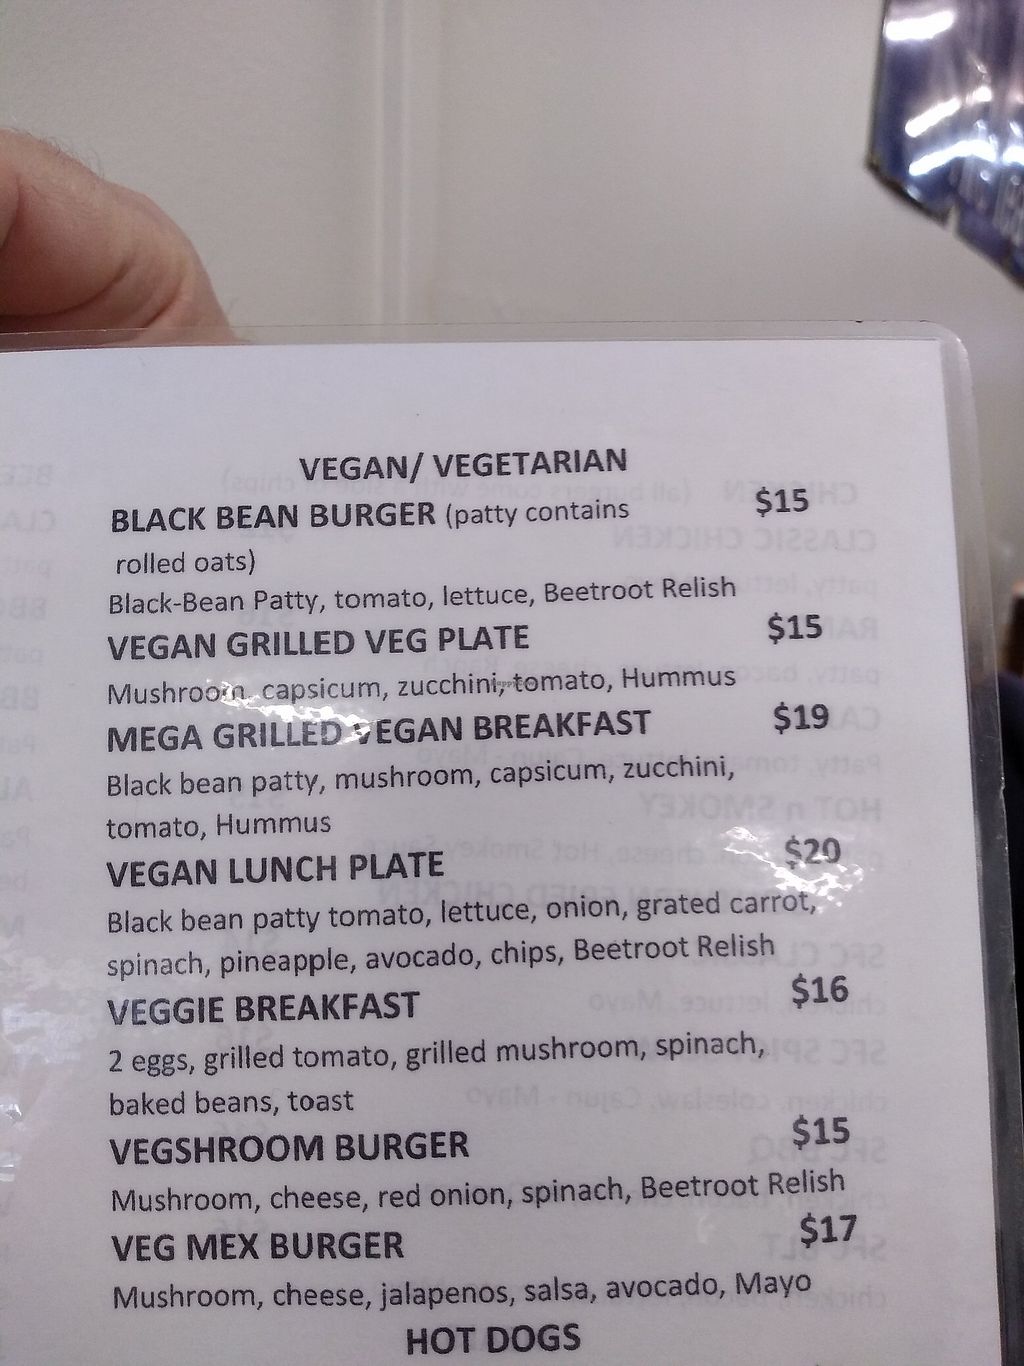 VEGAN/ VEGETARIAN
BLACK BEAN BURGER (patty contains $15
rolled oats)
Black-Bean Patty, tomato, lettuce, Beetroot Relish
VEGAN GRILLED VEG PLATE $15
Mushroom, capsicum, zucchini, tomato, Hummus
MEGA GRILLED VEGAN BREAKFAST $19
Black bean patty, mushroom, capsicum, zucchini,
tomato, Hummus
VEGAN LUNCH PLATE $20
Black bean patty tomato, lettuce, onion, grated carrot,
spinach, pineapple, avocado, chips, Beetroot Relish
VEGGIE BREAKFAST $16
2 eggs, grilled tomato, grilled mushroom, spinach,
baked beans, toast
VEGSHROOM BURGER $15
Mushroom, cheese, red onion, spinach, Beetroot Relish
VEG MEX BURGER $17
Mushroom, cheese, jalapenos, salsa, avocado, Mayo
HOT DOGS